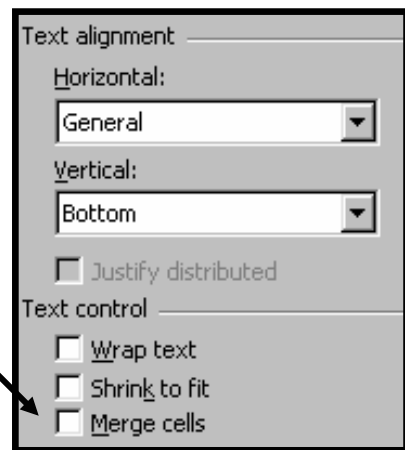 Text alignment
Horizontal:
General
Vertical:
Bottom
Justify distributed
Text control
Wrap text
Shrink to fit
Merge cells